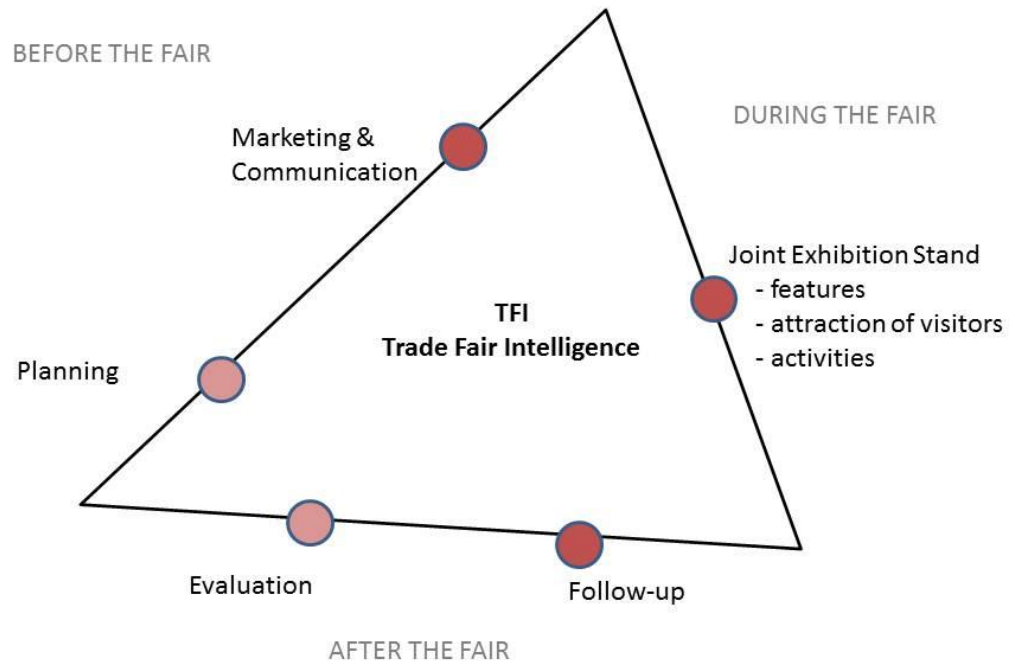 BEFORE THE FAIR
DURING THE FAIR
Marketing &
Communication
Joint Exhibition Stand
- features
- attraction of visitors
- activities
TFI
Trade Fair Intelligence
Planning
Evaluation
Follow-up
AFTER THE FAIR